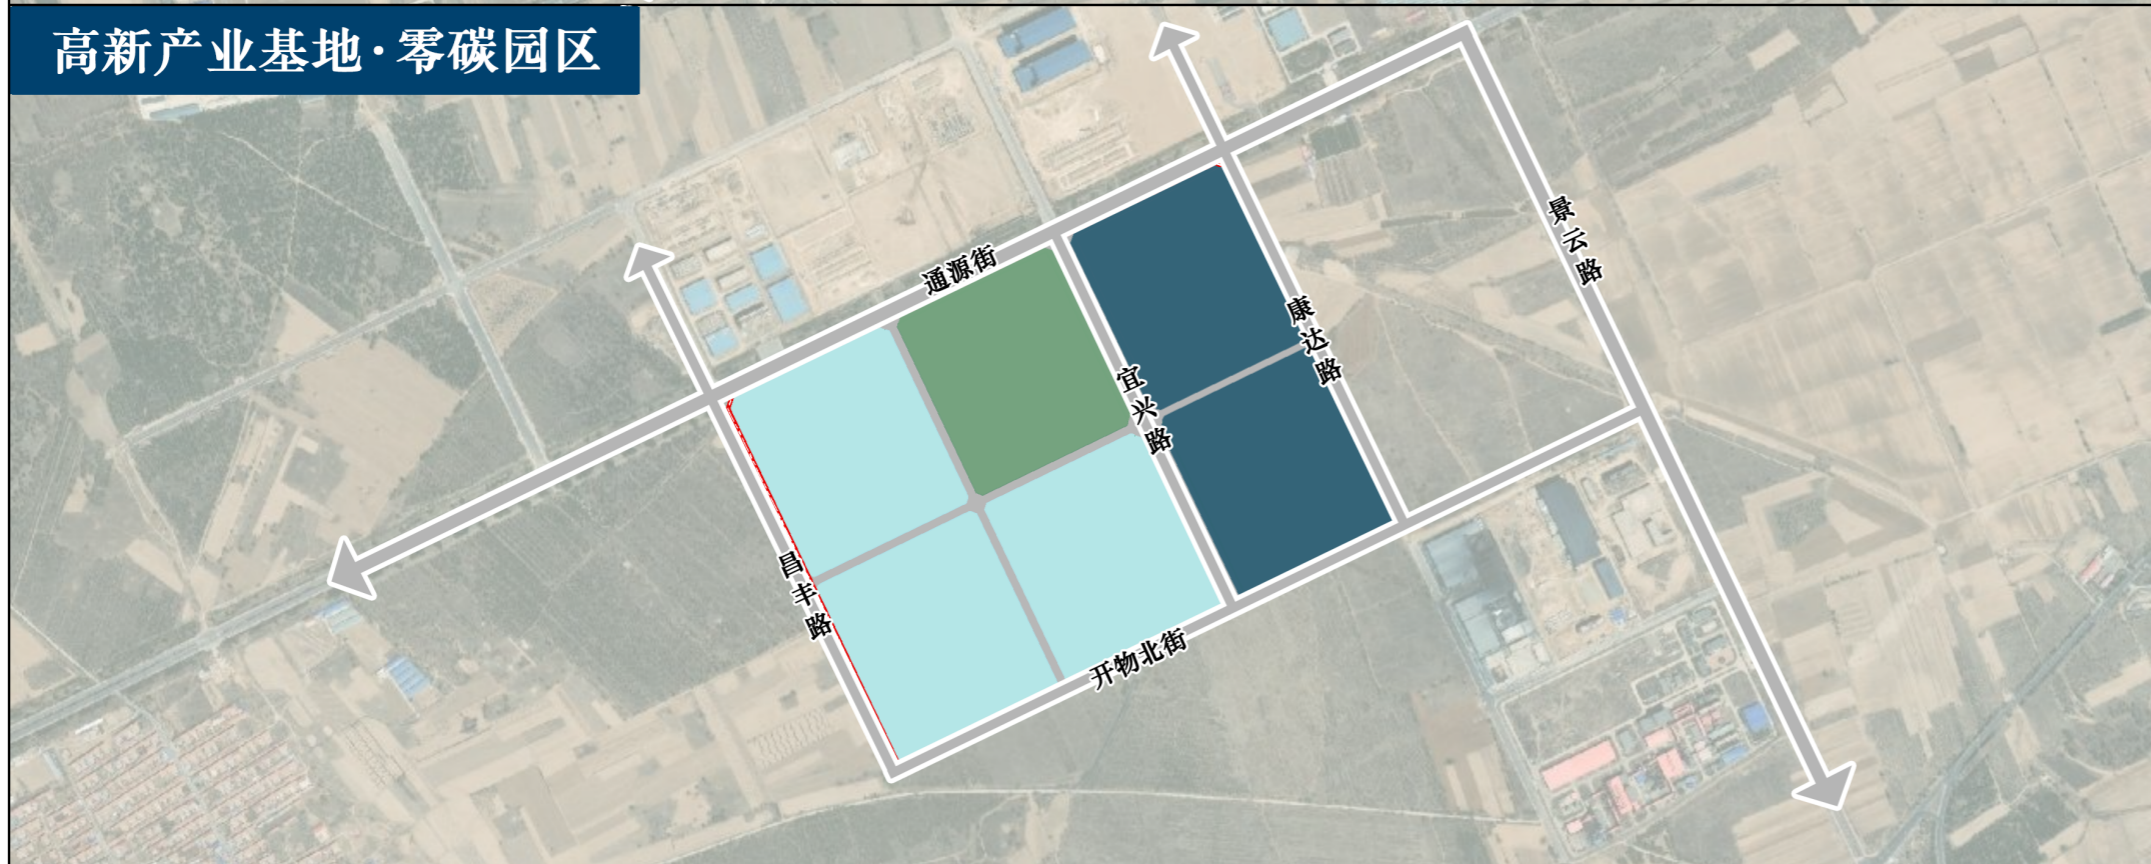 高新产业基地·零碳园区
通源街
景云路
康达路
宜兴路
昌丰路
开物北街